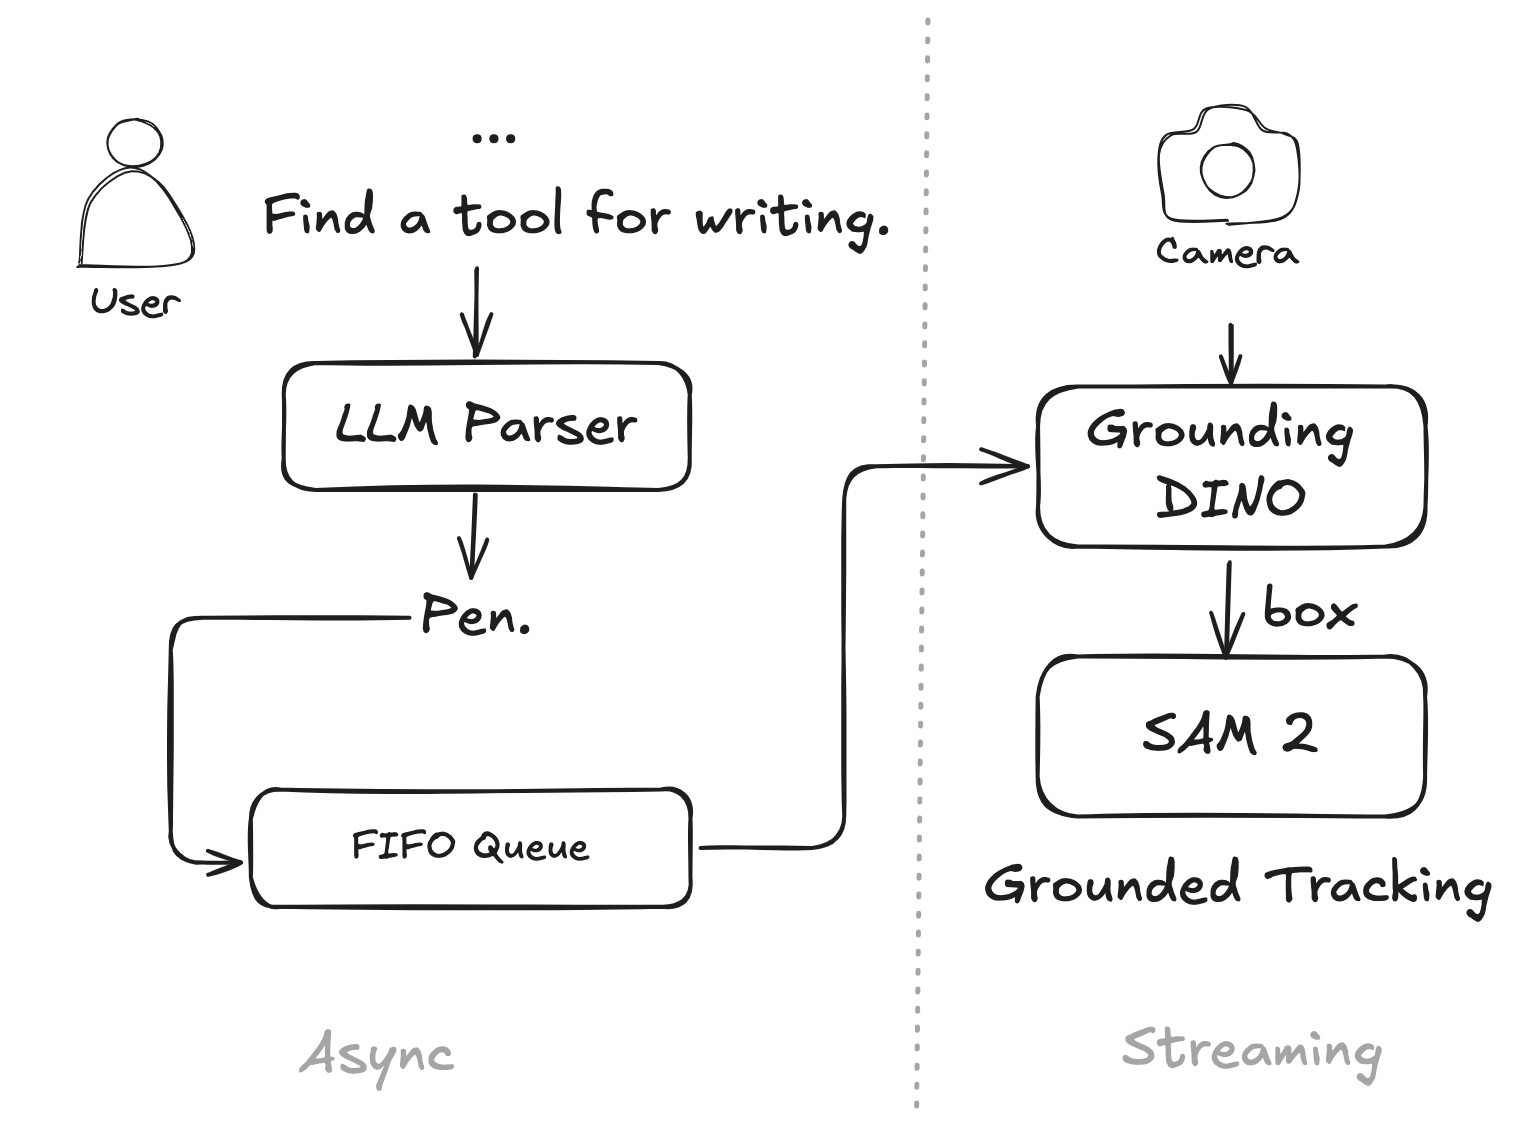 ...
Find a tool for writing.
User
LLM Parser
Pen.
FIFO Queue
Async
Camera
Grounding
DINO
box
SAM 2
Grounded Tracking
Streaming